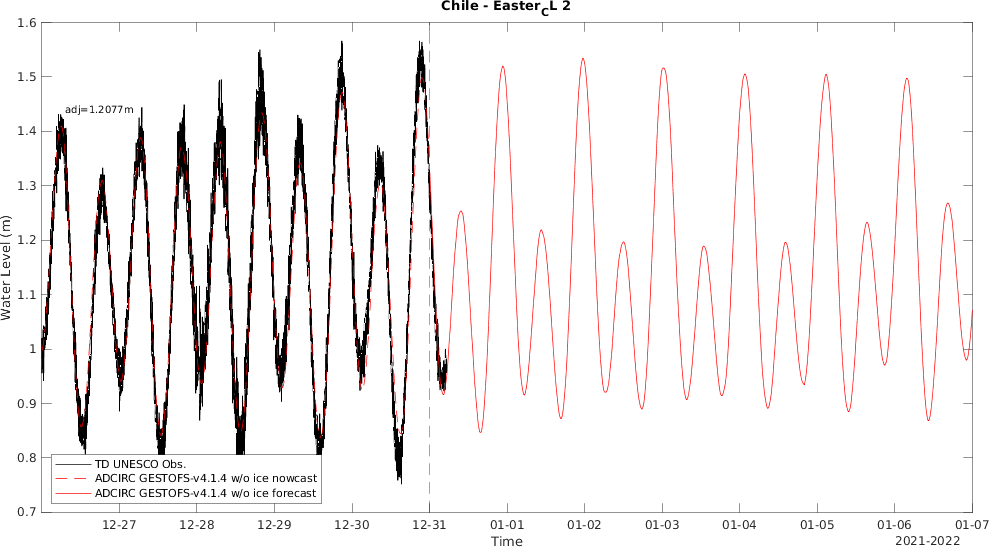 Chile - Easter_CL 2
1.6
1.5
1.4
1.3
1.2
1.1
1
0.9
0.8
0.7
Water Level (m)
adj=1.2077m
TD UNESCO Obs.
ADCIRC GESTOFS-v4.1.4 w/o ice nowcast
ADCIRC GESTOFS-v4.1.4 w/o ice forecast
12-27 12-28 12-29 12-30 12-31 01-01 01-02 01-03 01-04 01-05 01-06 01-07
Time
2021-2022